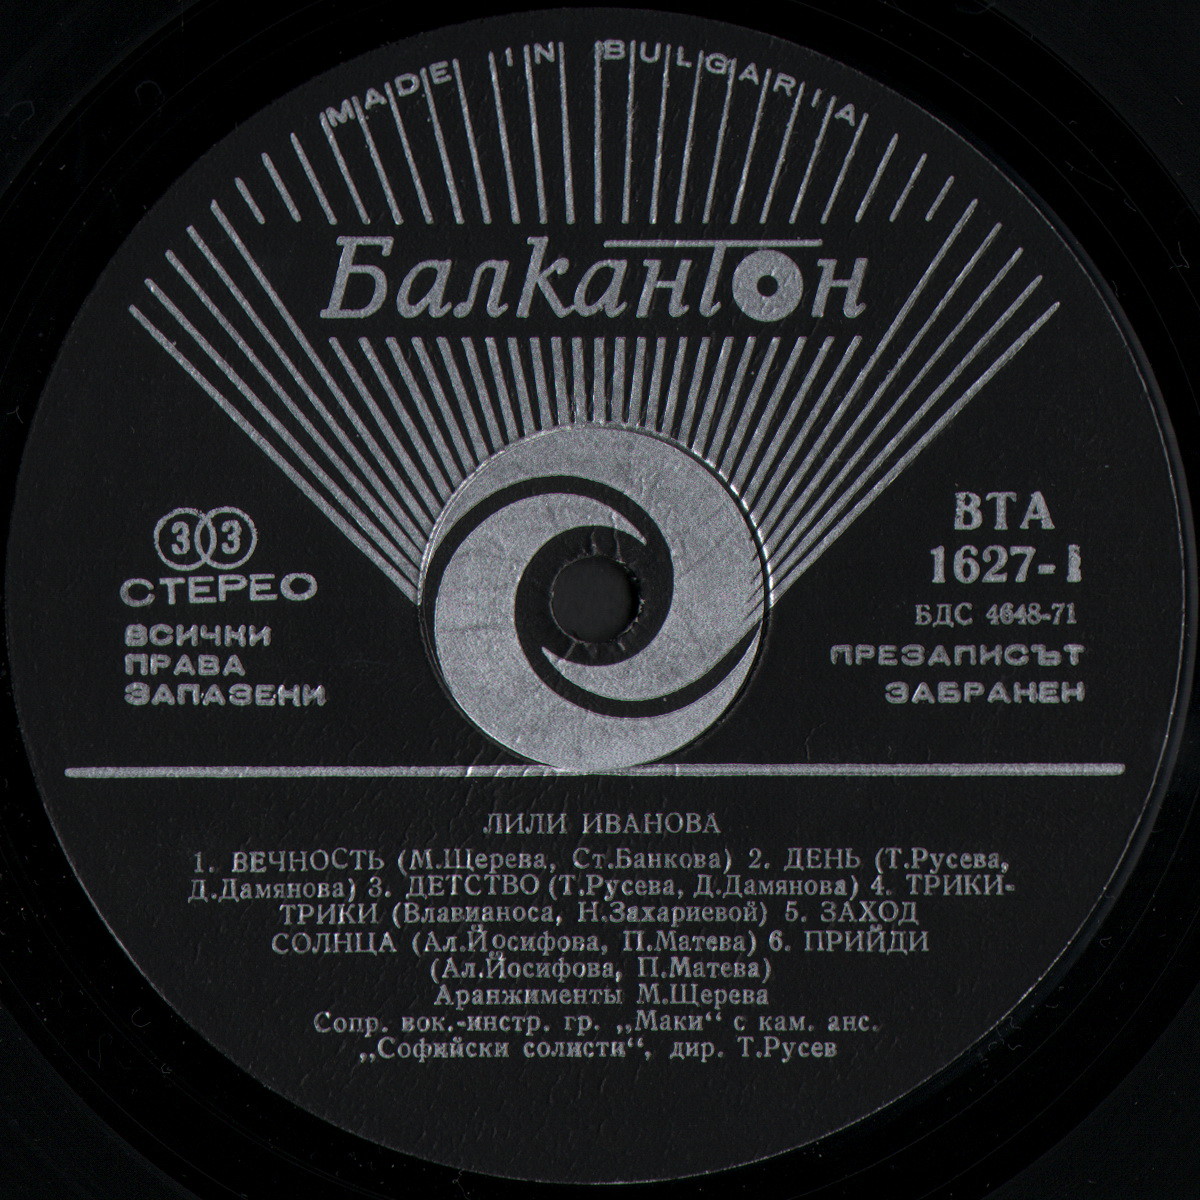 MADE IN BULGARIA
Балкантон
33
СТЕРЕО
ВСИЧКИ
ПРАВА
ЗАПАЗЕНИ
ВТА
1627-I
БДС 4648-71
ПРЕЗАПИСЪТ
ЗАБРАНЕН
ЛИЛИ ИВАНОВА
1. ВЕЧНОСТЬ (М.Щерева, Ст.Банкова) 2. ДЕНЬ (Т.Русева,
Д.Дамянова) 3. ДЕТСТВО (Т.Русева, Д.Дамянова) 4. ТРИКИ-
ТРИКИ (Влавианоса, Н.Захариевой) 5. ЗАХОД
СОЛНЦА (Ал.Йосифова, П.Матева) 6. ПРИЙДИ
(Ал.Йосифова, П.Матева)
Аранжименты М.Щерева
Сопр. вок.-инстр. гр. „Маки“ с кам. анс.
„Софийски солисти“, дир. Т.Русев